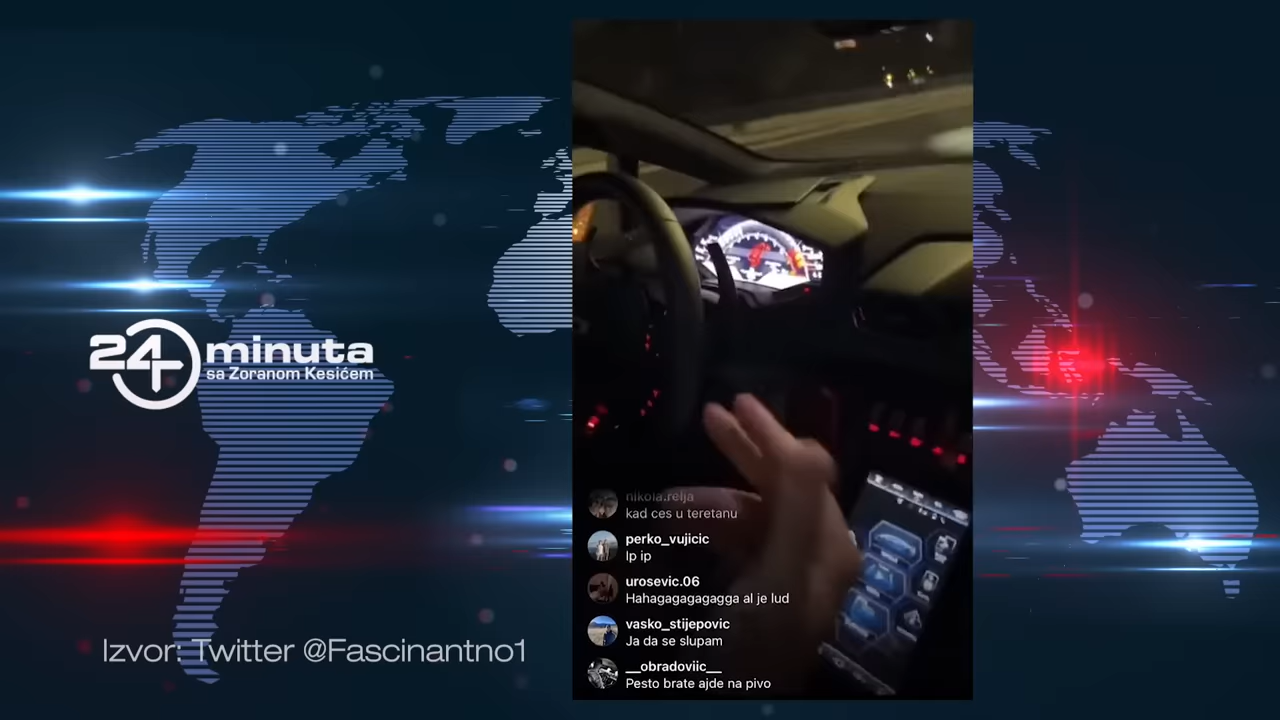 24 minuta
sa Zoranom Kesićem
nikola.relja
kad ces u teretanu
perko_vujicic
Ip ip
urosevic.06
Hahagagagagagga al je lud
vasko_stijepovic
Ja da se slupam
__obradoviic__
Pesto brate ajde na pivo
Izvor: Twitter @Fascinantno1